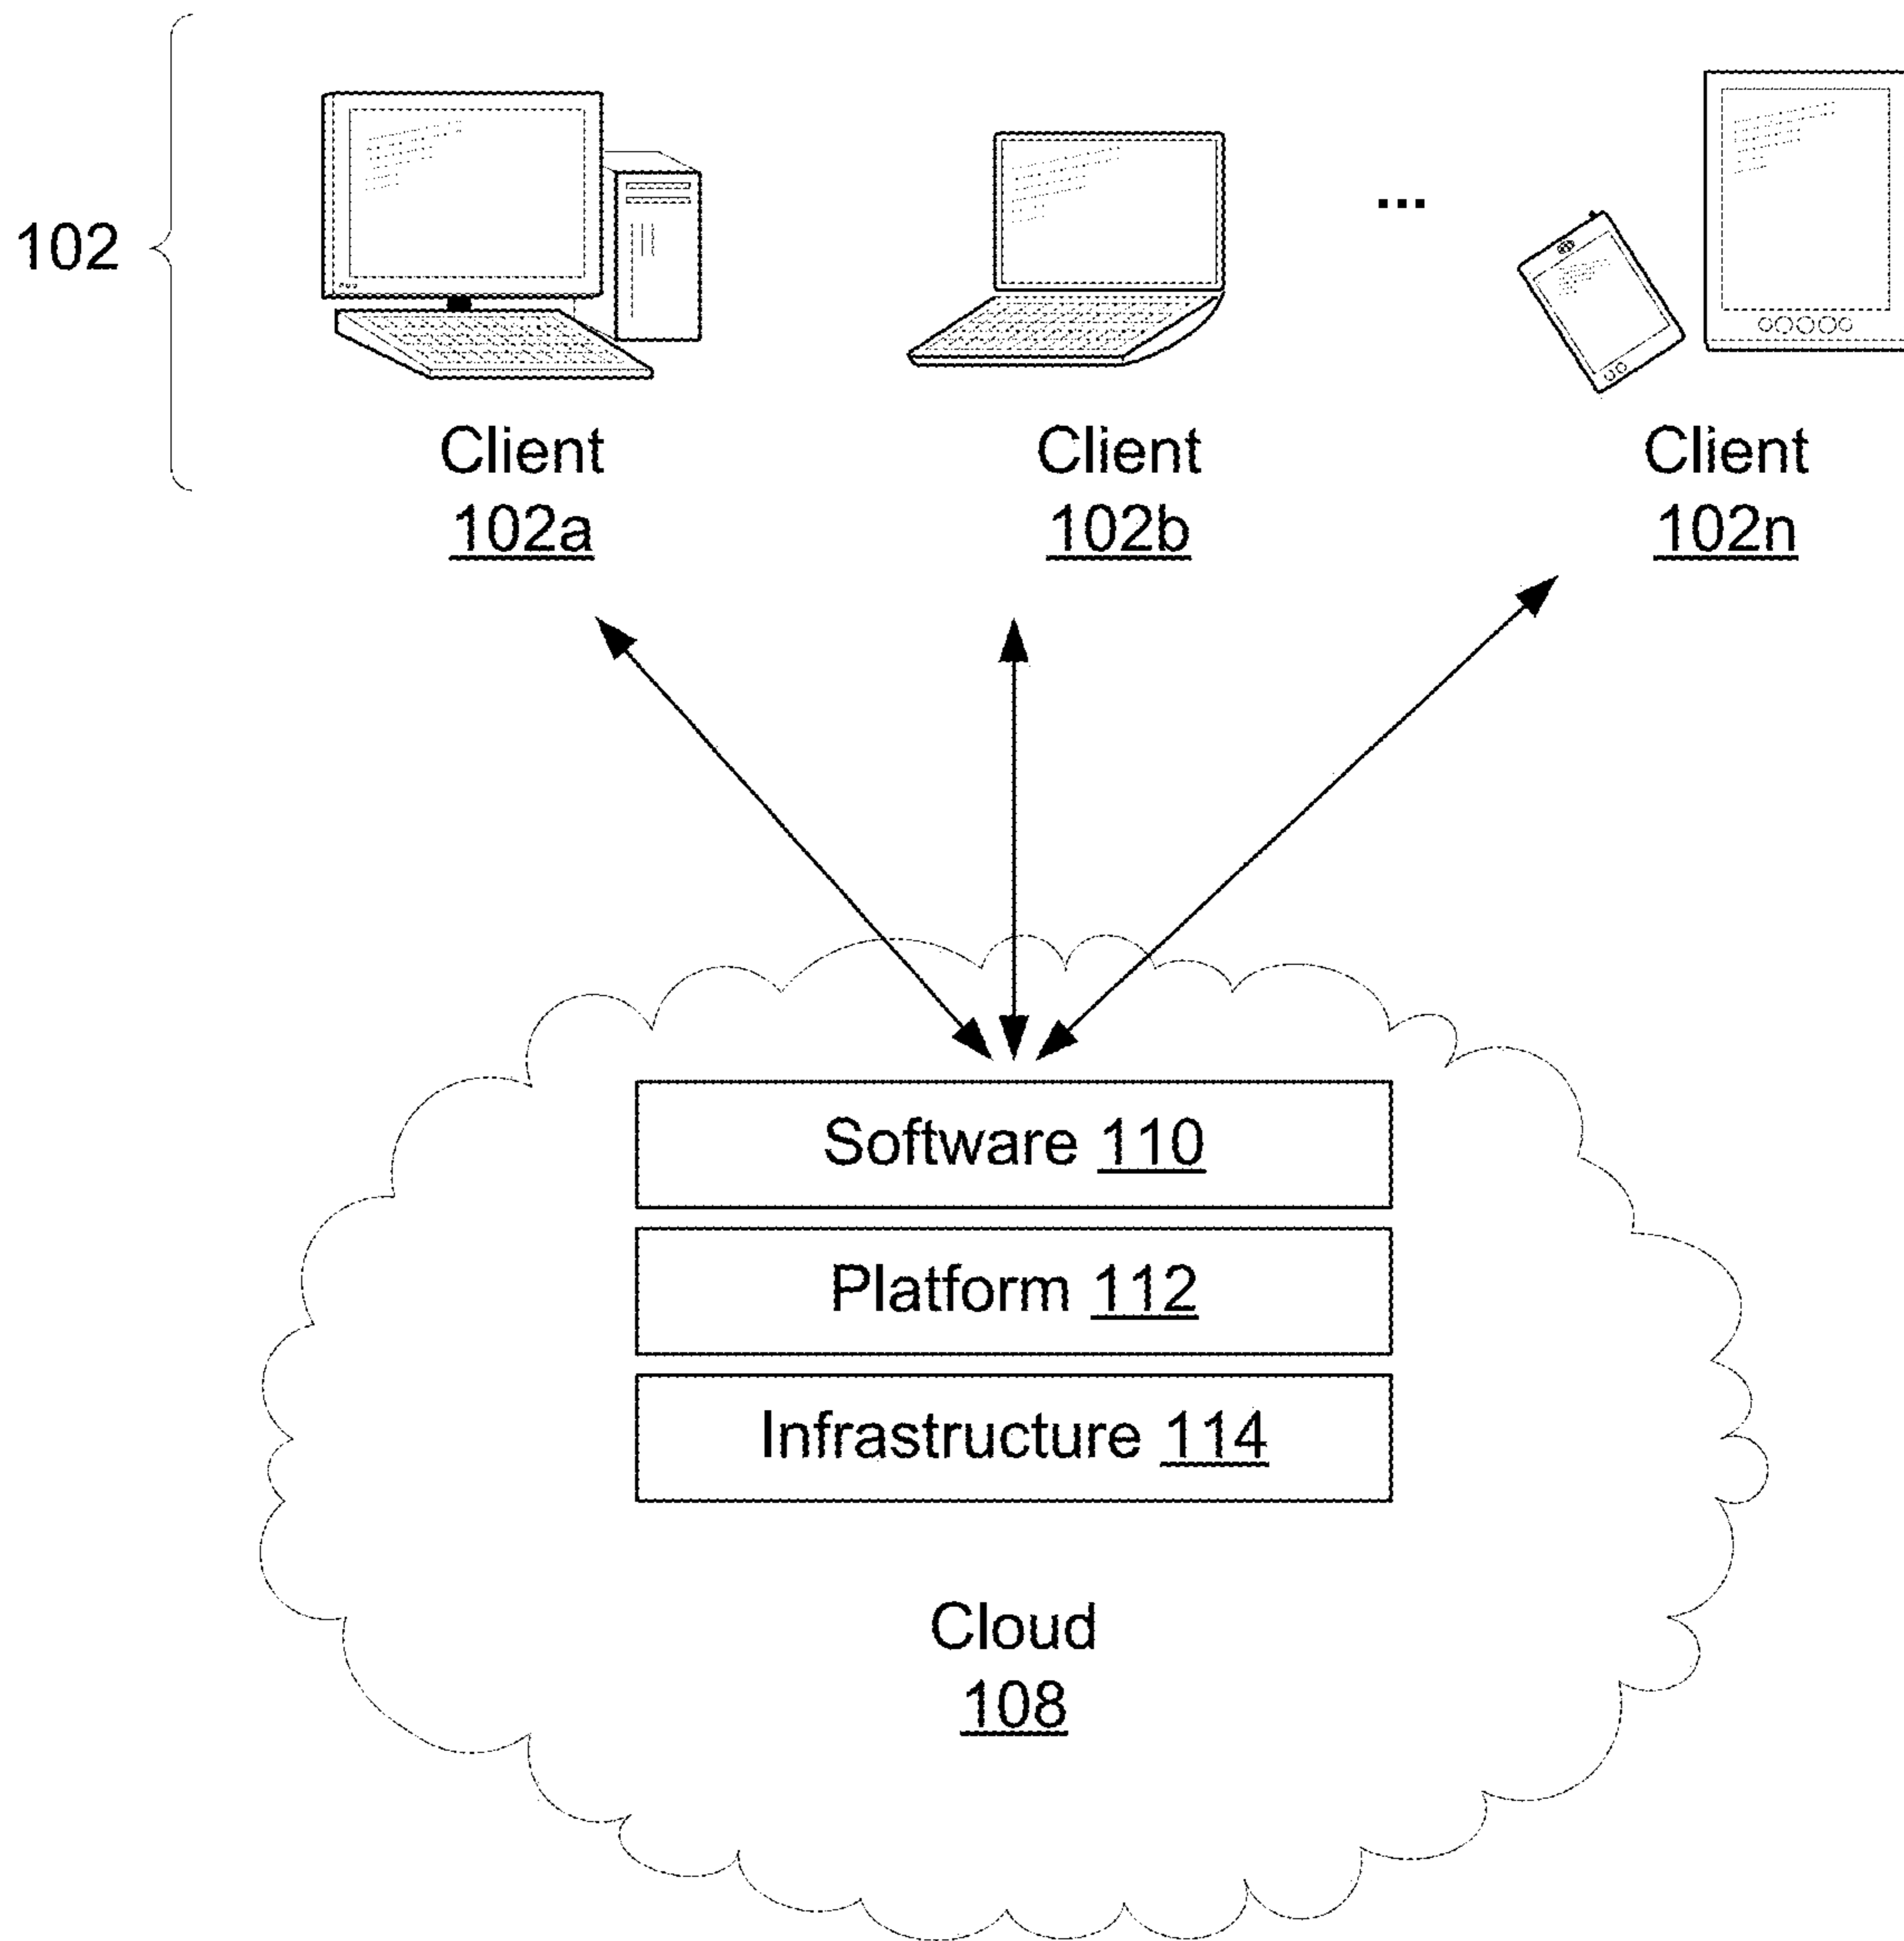 102
...
Client
102a
Client
102b
Client
102n
Software 110
Platform 112
Infrastructure 114
Cloud
108